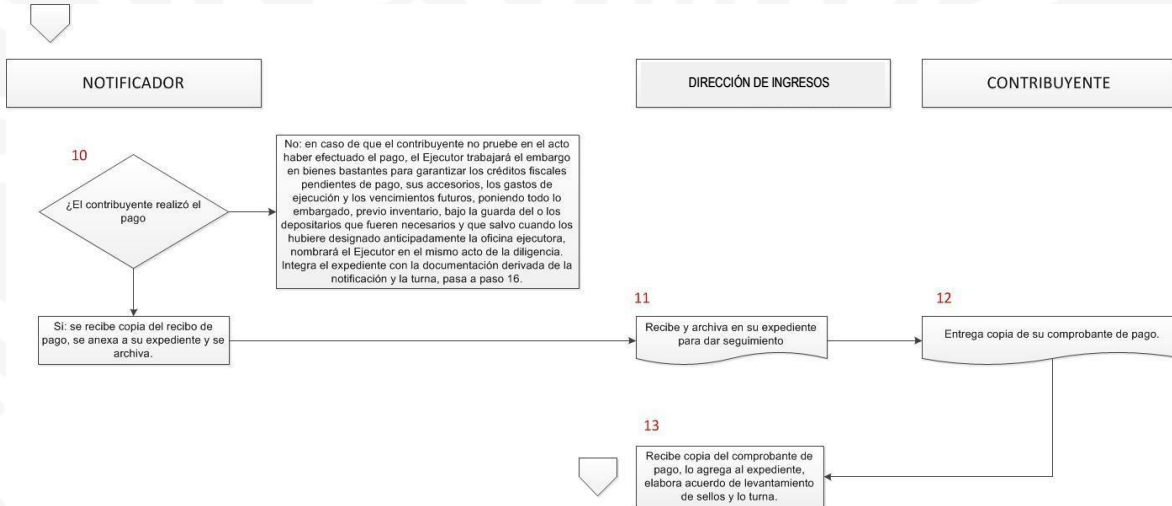 NOTIFICADOR
DIRECCIÓN DE INGRESOS
CONTRIBUYENTE
10
¿El contribuyente realizó el
pago
No: en caso de que el contribuyente no pruebe en el acto
haber efectuado el pago, el Ejecutor trabajará el embargo
en bienes bastantes para garantizar los créditos fiscales
pendientes de pago, sus accesorios, los gastos de
ejecución y los vencimientos futuros, poniendo todo lo
embargado, previo inventario, bajo la guarda del o los
depositarios que fueren necesarios y que salvo cuando los
hubiere designado anticipadamente la oficina ejecutora,
nombrará el Ejecutor en el mismo acto de la diligencia.
Integra el expediente con la documentación derivada de la
notificación y la turna, pasa a paso 16.
Si: se recibe copia del recibo de
pago, se anexa a su expediente y se
archiva.
11
Recibe y archiva en su expediente
para dar seguimiento
12
Entrega copia de su comprobante de pago.
13
Recibe copia del comprobante de
pago, lo agrega al expediente,
elabora acuerdo de levantamiento
de sellos y lo turna.